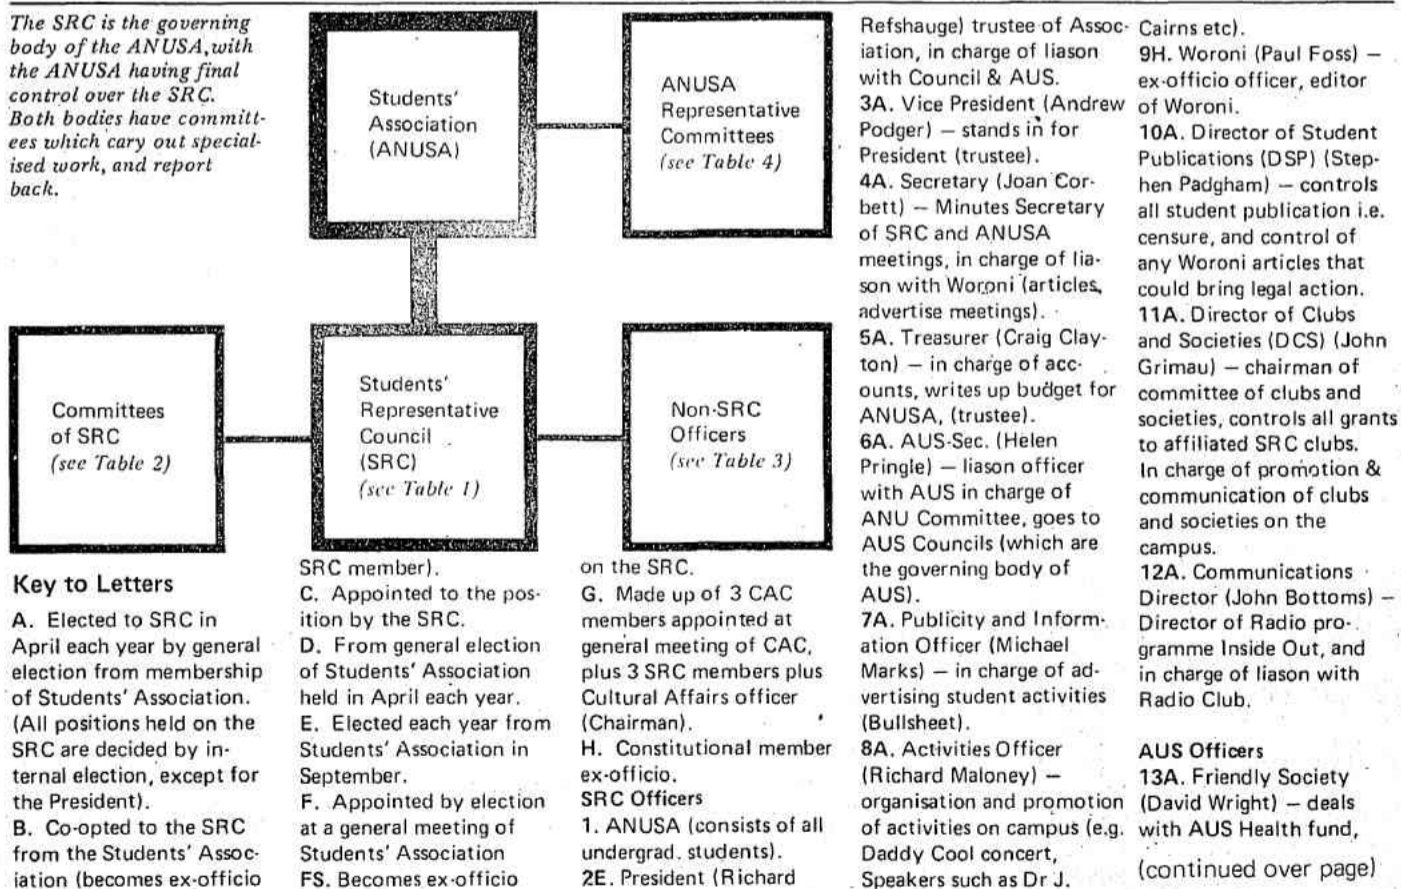 The SRC is the governing
body of the ANUSA,with
the ANUSA having final
control over the SRC.
Both bodies have committ-
ees which cary out special-
ised work, and report
back.
Students'
Association
(ANUSA)
ANUSA
Representative
Committees
(see Table 4)
Committees
of SRC
(see Table 2)
Students'
Representative
Council
(SRC)
(see Table 1)
Non-SRC
Officers
(see Table 3)
Key to Letters
A. Elected to SRC in
April each year by general
election from membership
of Students' Association.
(All positions held on the
SRC are decided by in-
ternal election, except for
the President).
B. Co-opted to the SRC
from the Students' Assoc-
iation (becomes ex-officio
SRC member).
C. Appointed to the pos-
ition by the SRC.
D. From general election
of Students' Association
held in April each year.
E. Elected each year from
Students' Association in
September.
F. Appointed by election
at a general meeting of
Students' Association
FS. Becomes ex-officio
on the SRC.
G. Made up of 3 CAC
members appointed at
general meeting of CAC,
plus 3 SRC members plus
Cultural Affairs officer
(Chairman).
H. Constitutional member
ex-officio.
SRC Officers
1. ANUSA (consists of all
undergrad. students).
2E. President (Richard
Refshauge) trustee of Assoc-
iation, in charge of liason
with Council & AUS.
3A. Vice President (Andrew
Podger) — stands in for
President (trustee).
4A. Secretary (Joan Cor-
bett) — Minutes Secretary
of SRC and ANUSA
meetings, in charge of lia-
son with Woroni (articles,
advertise meetings).
5A. Treasurer (Craig Clay-
ton) — in charge of acc-
ounts, writes up budget for
ANUSA, (trustee).
6A. AUS-Sec. (Helen
Pringle) — liason officer
with AUS in charge of
ANU Committee, goes to
AUS Councils (which are
the governing body of
AUS).
7A. Publicity and Inform-
ation Officer (Michael
Marks) — in charge of ad-
vertising student activities
(Bullsheet).
8A. Activities Officer
(Richard Maloney) —
organisation and promotion
of activities on campus (e.g.
Daddy Cool concert,
Speakers such as Dr J.
Cairns etc).
9H. Woroni (Paul Foss) —
ex-officio officer, editor
of Woroni.
10A. Director of Student
Publications (DSP) (Step-
hen Padgham) — controls
all student publication i.e.
censure, and control of
any Woroni articles that
could bring legal action.
11A. Director of Clubs
and Societies (DCS) (John
Grimau) — chairman of
committee of clubs and
societies, controls all grants
to affiliated SRC clubs.
In charge of promotion &
communication of clubs
and societies on the
campus.
12A. Communications
Director (John Bottoms) —
Director of Radio pro-
gramme Inside Out, and
in charge of liason with
Radio Club.
AUS Officers
13A. Friendly Society
(David Wright) — deals
with AUS Health fund,
(continued over page)